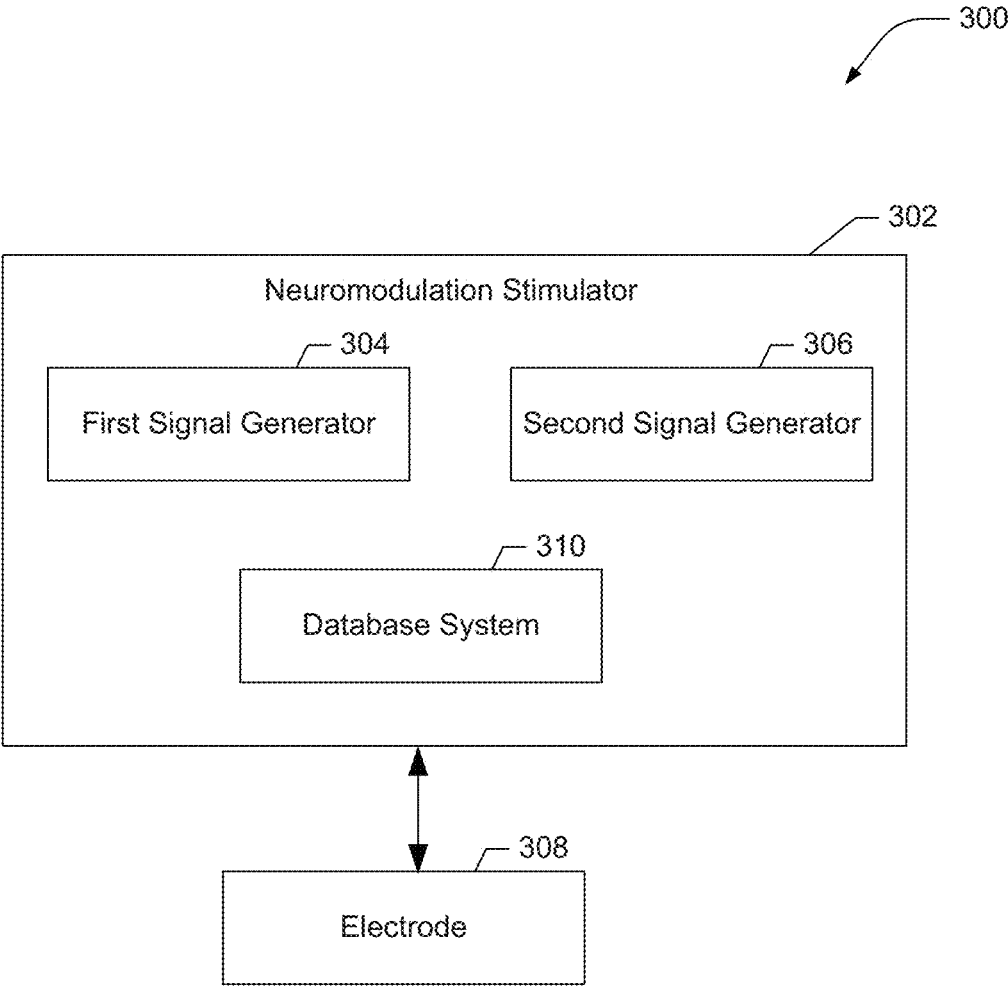 300
302
Neuromodulation Stimulator
304
306
First Signal Generator
Second Signal Generator
310
Database System
308
Electrode